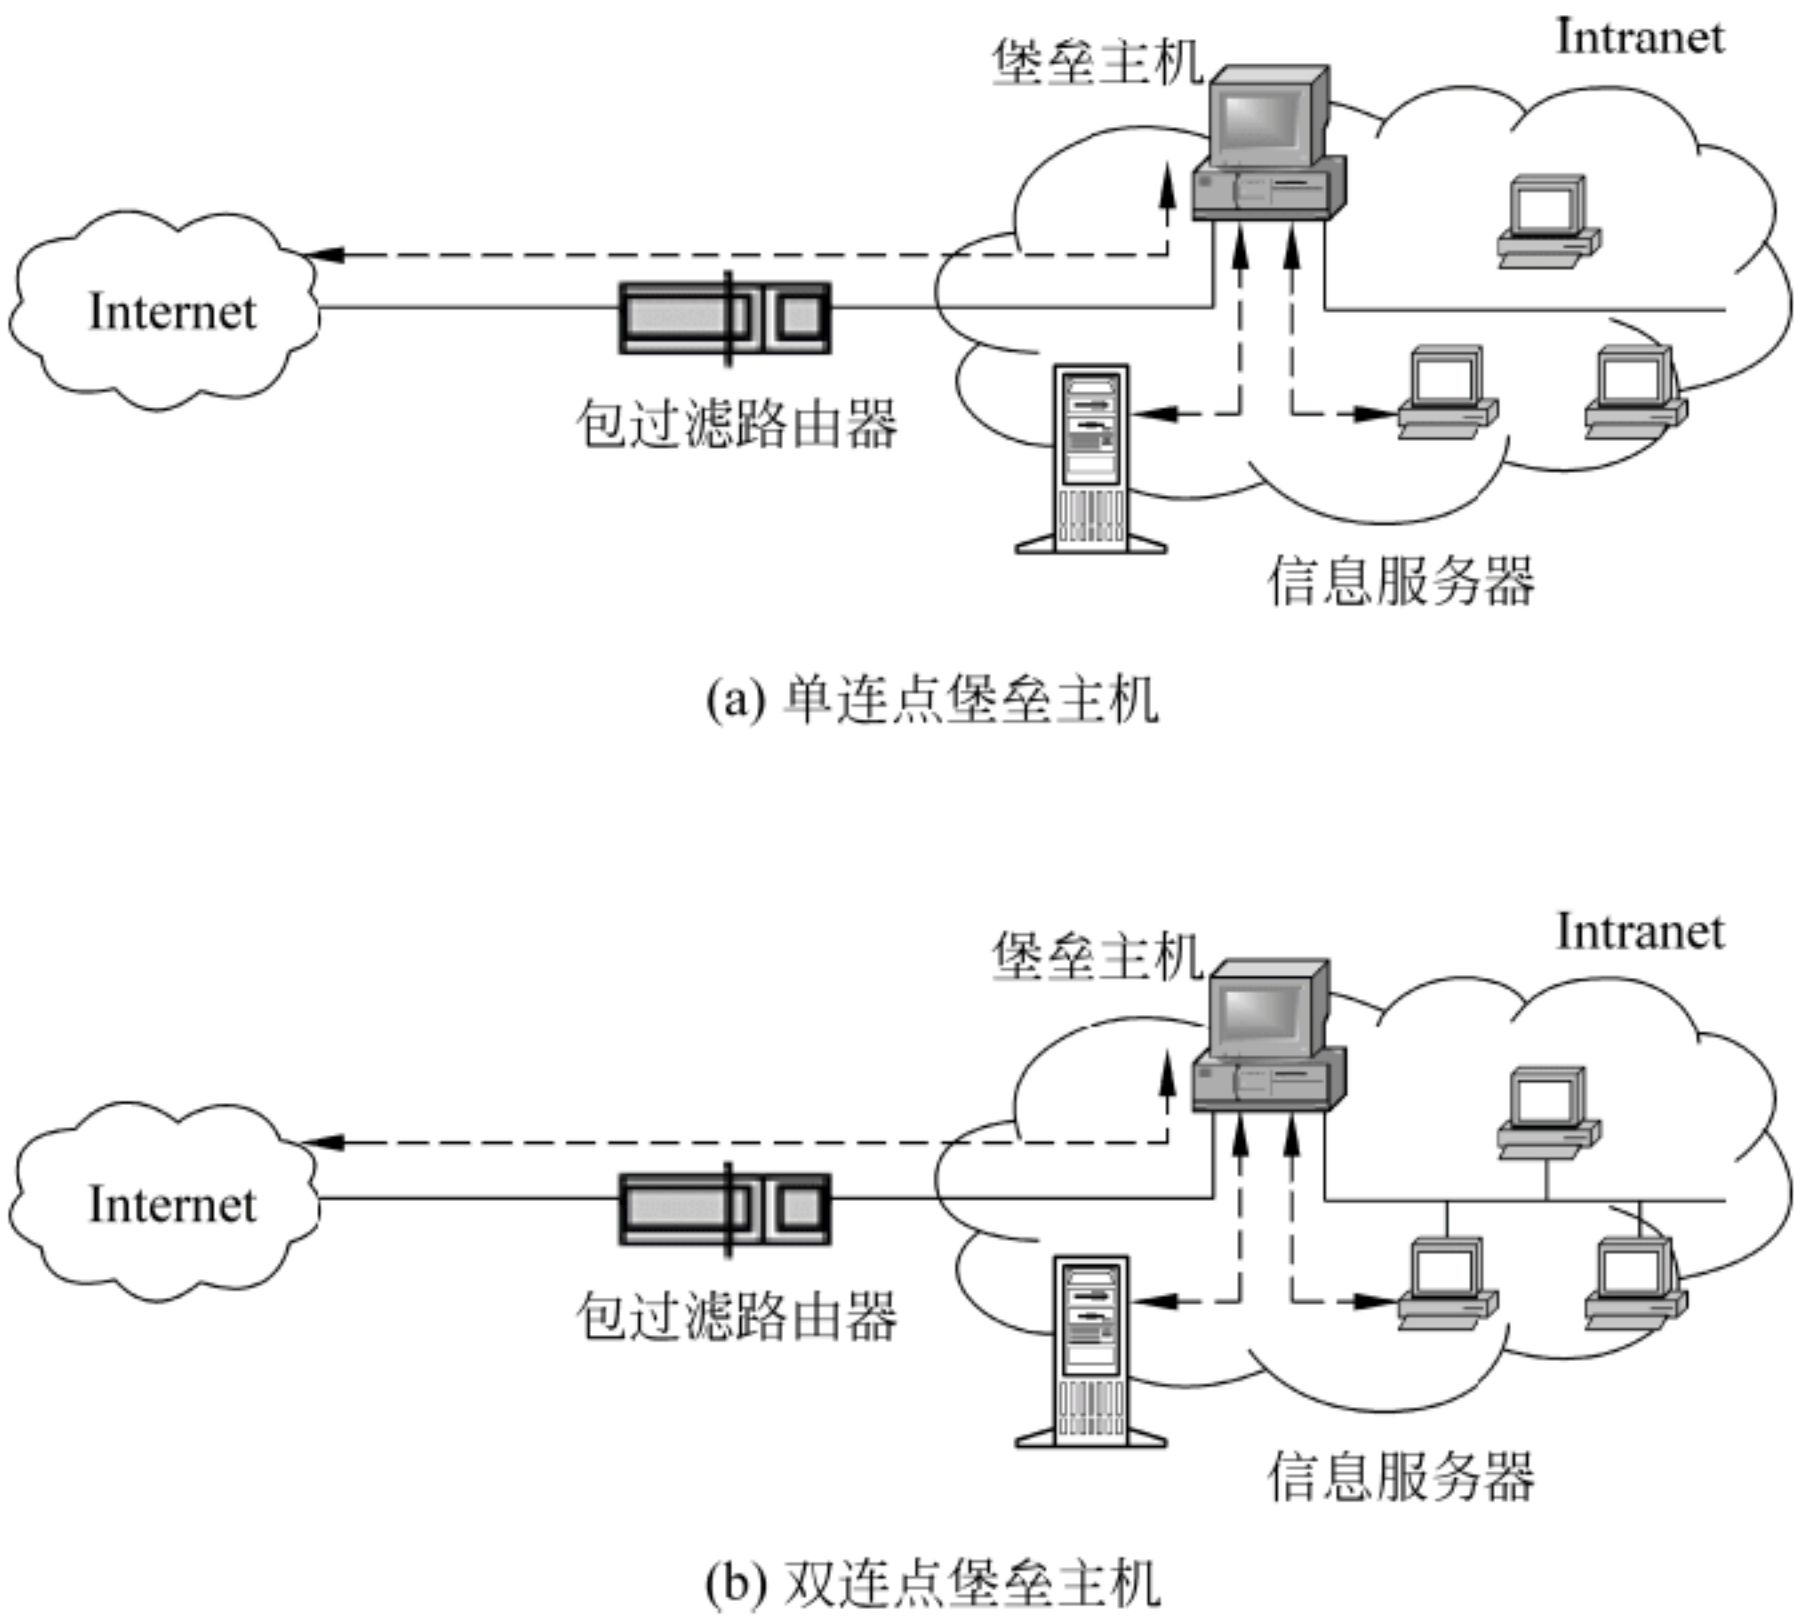 Intranet
堡垒主机
Internet
包过滤路由器
信息服务器
(a) 单连点堡垒主机
Intranet
堡垒主机
Internet
包过滤路由器
信息服务器
(b) 双连点堡垒主机